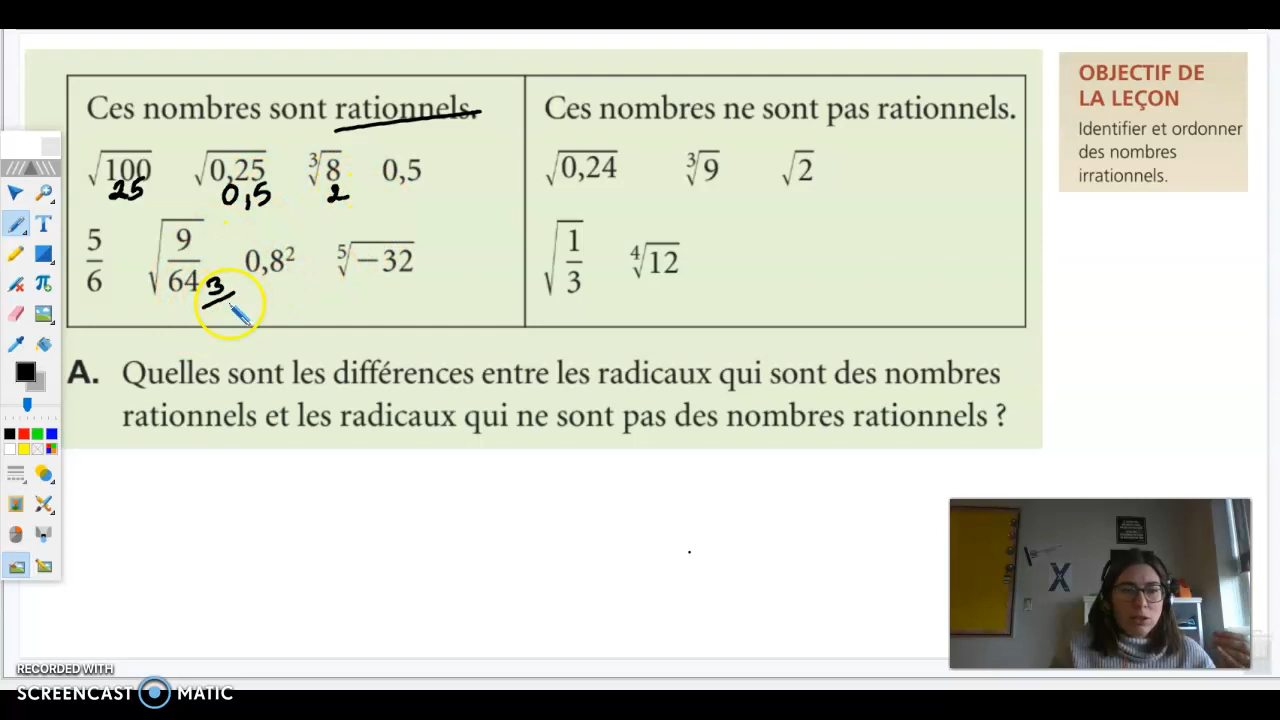 Ces nombres sont rationnels.
√100 √0,25 ³√8 0,5
25 0,5 2
5/6 √(9/64) 0,8² ⁵√−32
3
Ces nombres ne sont pas rationnels.
√0,24 ³√9 √2
√(1/3) ⁴√12
A. Quelles sont les différences entre les radicaux qui sont des nombres
rationnels et les radicaux qui ne sont pas des nombres rationnels ?
OBJECTIF DE
LA LEÇON
Identifier et ordonner
des nombres
irrationnels.
RECORDED WITH
SCREENCAST MATIC